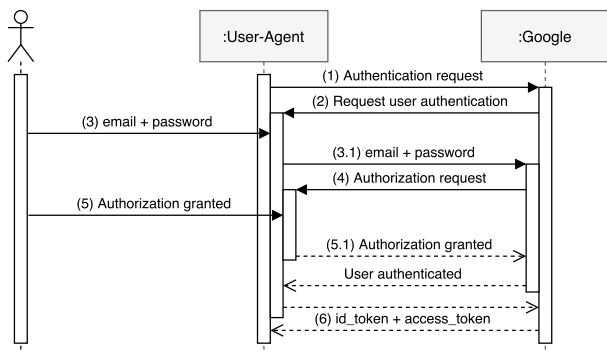 :User-Agent
:Google
(1) Authentication request
(2) Request user authentication
(3) email + password
(3.1) email + password
(4) Authorization request
(5) Authorization granted
(5.1) Authorization granted
User authenticated
(6) id_token + access_token